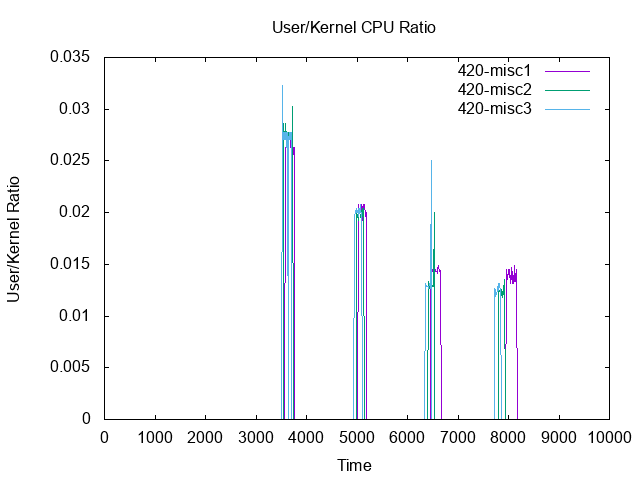 User/Kernel CPU Ratio
0.035
0.03
0.025
0.02
0.015
0.01
0.005
0
User/Kernel Ratio
420-misc1
420-misc2
420-misc3
0 1000 2000 3000 4000 5000 6000 7000 8000 9000 10000
Time